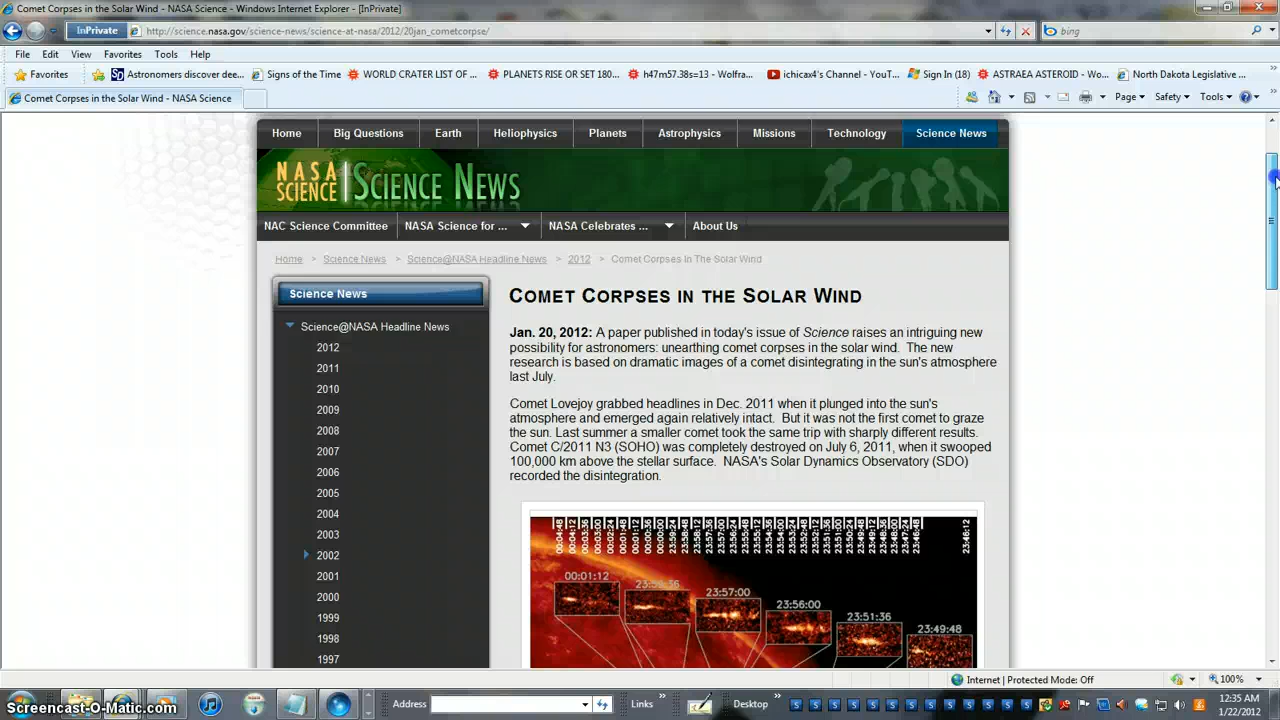 Comet Corpses in the Solar Wind - NASA Science - Windows Internet Explorer - [InPrivate]
InPrivate http://science.nasa.gov/science-news/science-at-nasa/2012/20jan_cometcorpse/ bing
File Edit View Favorites Tools Help
Favorites Astronomers discover dee... Signs of the Time WORLD CRATER LIST OF ... PLANETS RISE OR SET 180... h47m57.38s=13 - Wolfra... ichicax4's Channel - YouT... Sign In (18) ASTRAEA ASTEROID - Wo... North Dakota Legislative ...
Comet Corpses in the Solar Wind - NASA Science Page Safety Tools
Home Big Questions Earth Heliophysics Planets Astrophysics Missions Technology Science News
NASA SCIENCE | SCIENCE NEWS
NAC Science Committee NASA Science for ... NASA Celebrates ... About Us
Home > Science News > Science@NASA Headline News > 2012 > Comet Corpses In The Solar Wind
Science News
Science@NASA Headline News
2012
2011
2010
2009
2008
2007
2006
2005
2004
2003
2002
2001
2000
1999
1998
1997
COMET CORPSES IN THE SOLAR WIND
Jan. 20, 2012: A paper published in today's issue of Science raises an intriguing new
possibility for astronomers: unearthing comet corpses in the solar wind. The new
research is based on dramatic images of a comet disintegrating in the sun's atmosphere
last July.
Comet Lovejoy grabbed headlines in Dec. 2011 when it plunged into the sun's
atmosphere and emerged again relatively intact. But it was not the first comet to graze
the sun. Last summer a smaller comet took the same trip with sharply different results.
Comet C/2011 N3 (SOHO) was completely destroyed on July 6, 2011, when it swooped
100,000 km above the stellar surface. NASA's Solar Dynamics Observatory (SDO)
recorded the disintegration.
00:04:48 00:04:12 23:46:12
00:01:12
23:57:00
23:56:00
23:51:36
23:49:48
Internet | Protected Mode: Off 100%
Address Links Desktop 12:35 AM
1/22/2012
Screencast-O-Matic.com